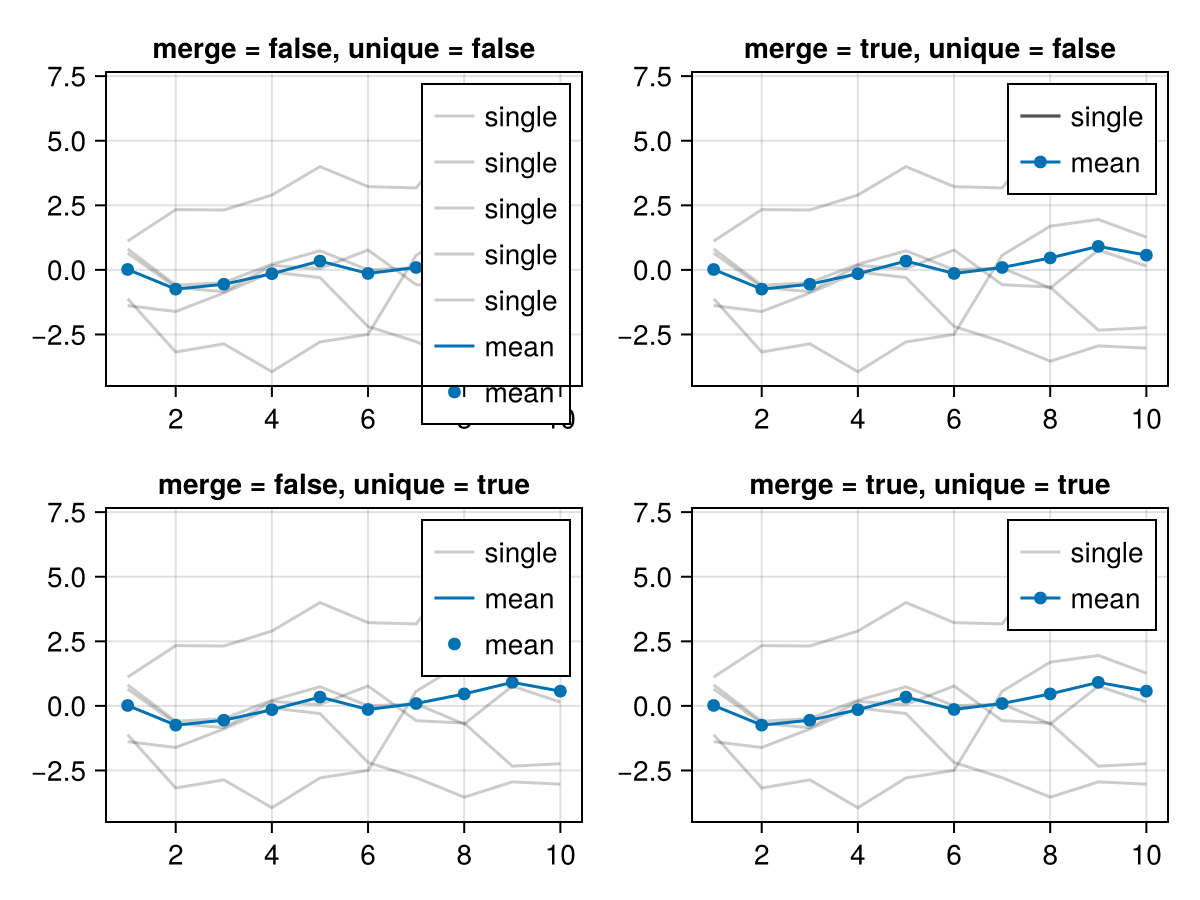 merge = false, unique = false
7.5
5.0
2.5
0.0
−2.5
single
single
single
single
single
mean
mean
2 4 6 8 10
merge = true, unique = false
7.5
5.0
2.5
0.0
−2.5
single
mean
2 4 6 8 10
merge = false, unique = true
7.5
5.0
2.5
0.0
−2.5
single
mean
mean
2 4 6 8 10
merge = true, unique = true
7.5
5.0
2.5
0.0
−2.5
single
mean
2 4 6 8 10